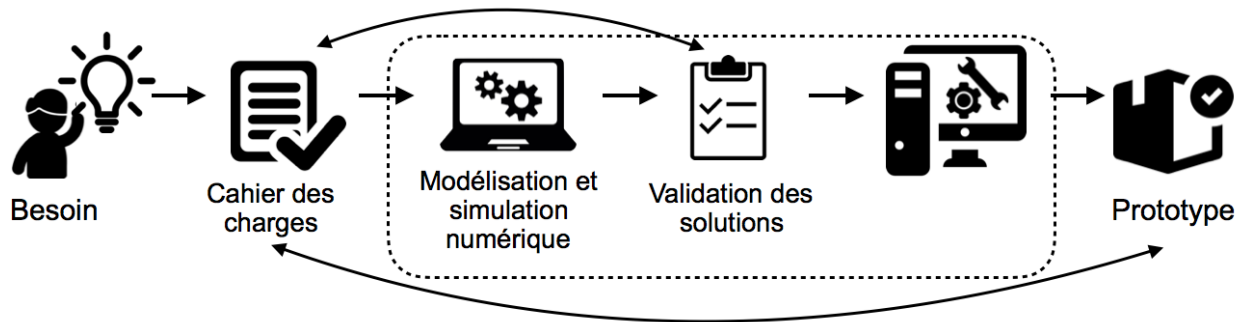 Besoin
Cahier des
charges
Modélisation et
simulation
numérique
Validation des
solutions
Prototype